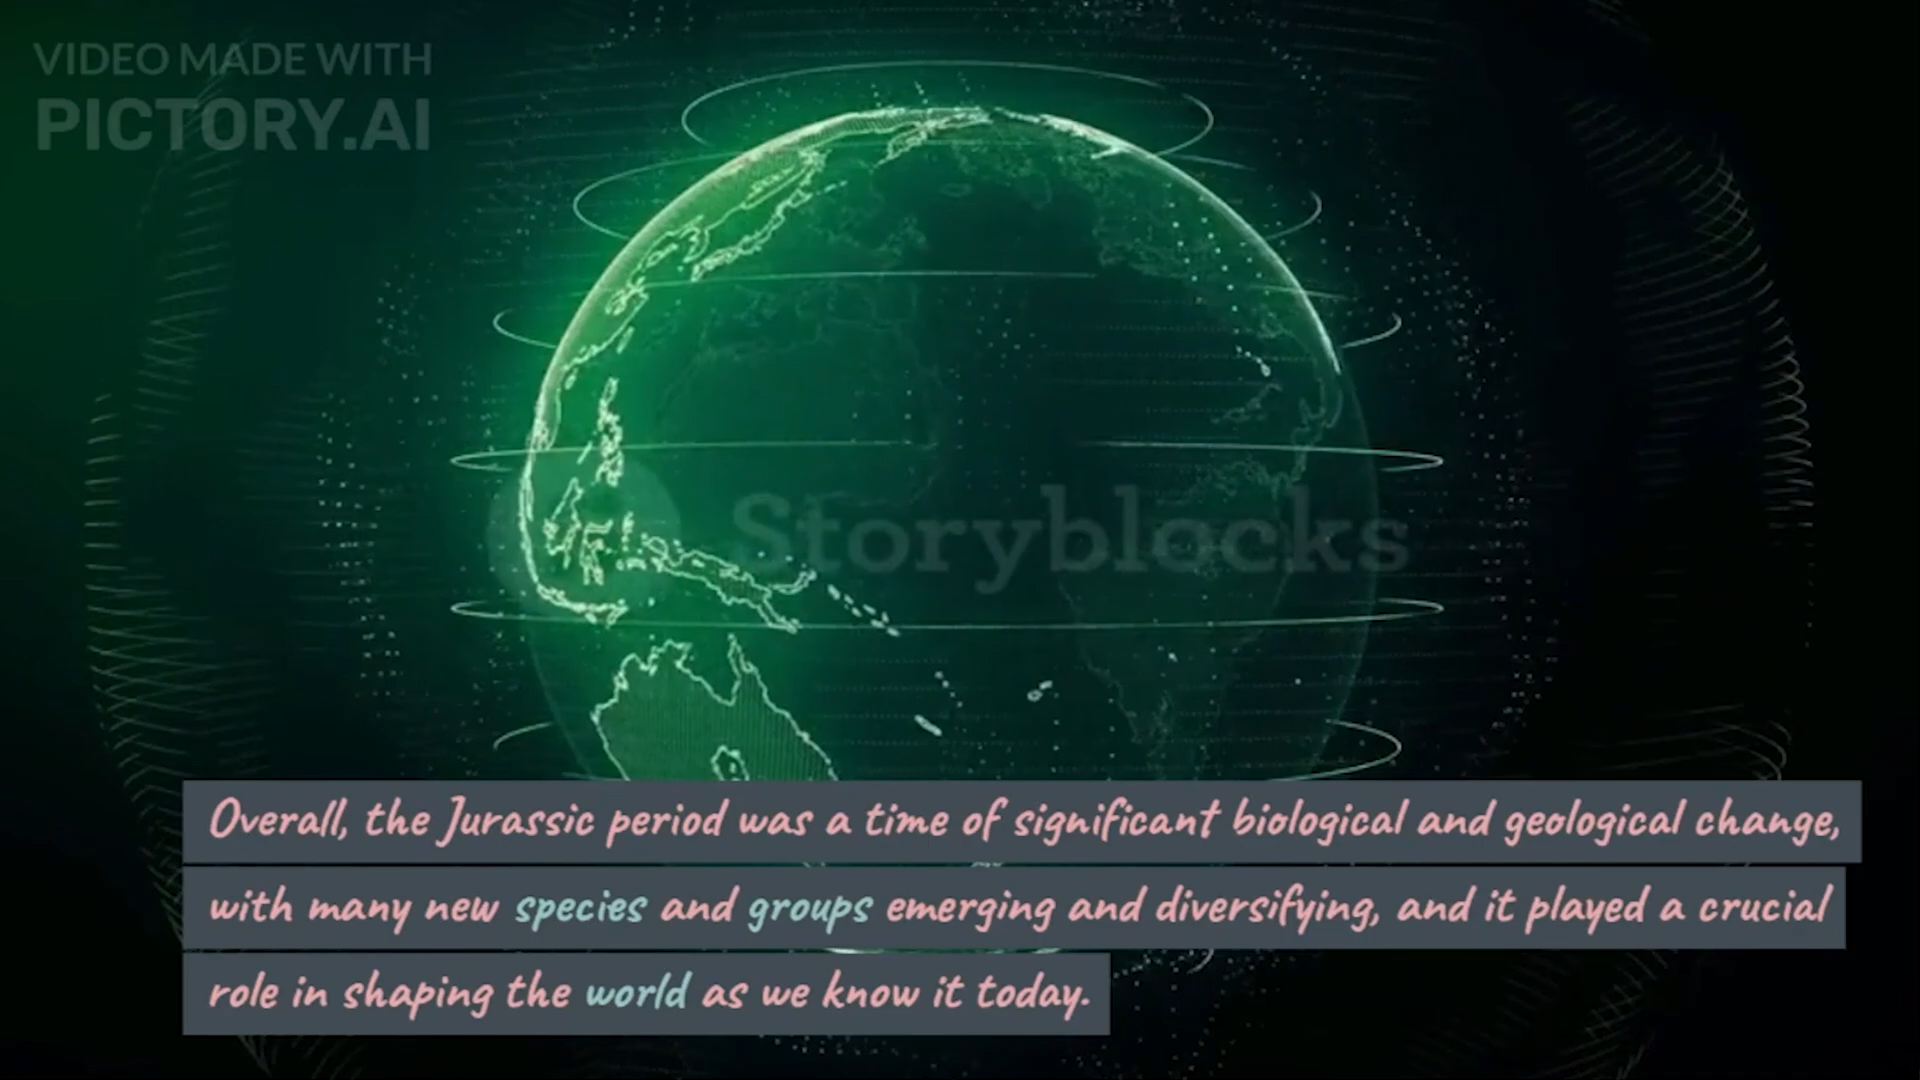 VIDEO MADE WITH
PICTORY.AI
Storyblocks
Overall, the Jurassic period was a time of significant biological and geological change,
with many new species and groups emerging and diversifying, and it played a crucial
role in shaping the world as we know it today.